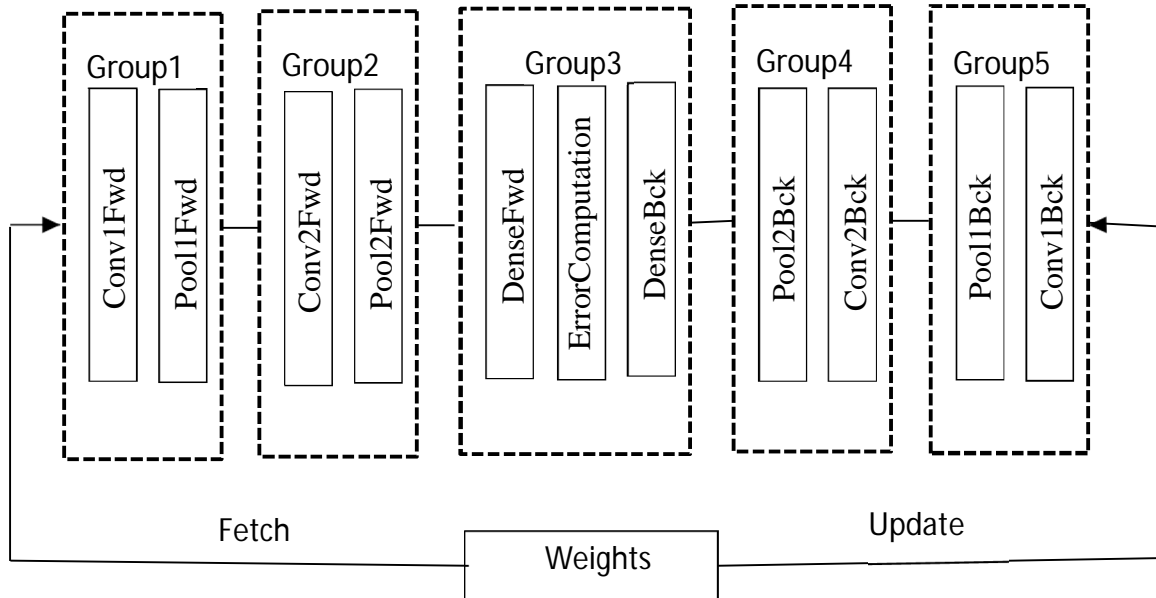 Group1
Conv1Fwd
Pool1Fwd
Group2
Conv2Fwd
Pool2Fwd
Group3
DenseFwd
ErrorComputation
DenseBck
Group4
Pool2Bck
Conv2Bck
Group5
Pool1Bck
Conv1Bck
Fetch
Weights
Update